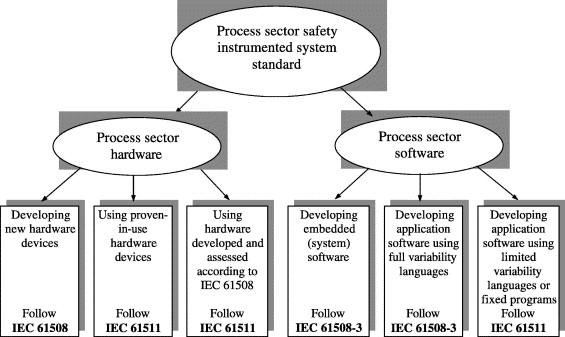 Process sector safety
instrumented system
standard
Process sector
hardware
Process sector
software
Developing
new hardware
devices
Follow
IEC 61508
Using proven-
in-use
hardware
devices
Follow
IEC 61511
Using
hardware
developed and
assessed
according to
IEC 61508
Follow
IEC 61511
Developing
embedded
(system)
software
Follow
IEC 61508-3
Developing
application
software using
full variability
languages
Follow
IEC 61508-3
Developing
application
software using
limited
variability
languages or
fixed programs
Follow
IEC 61511